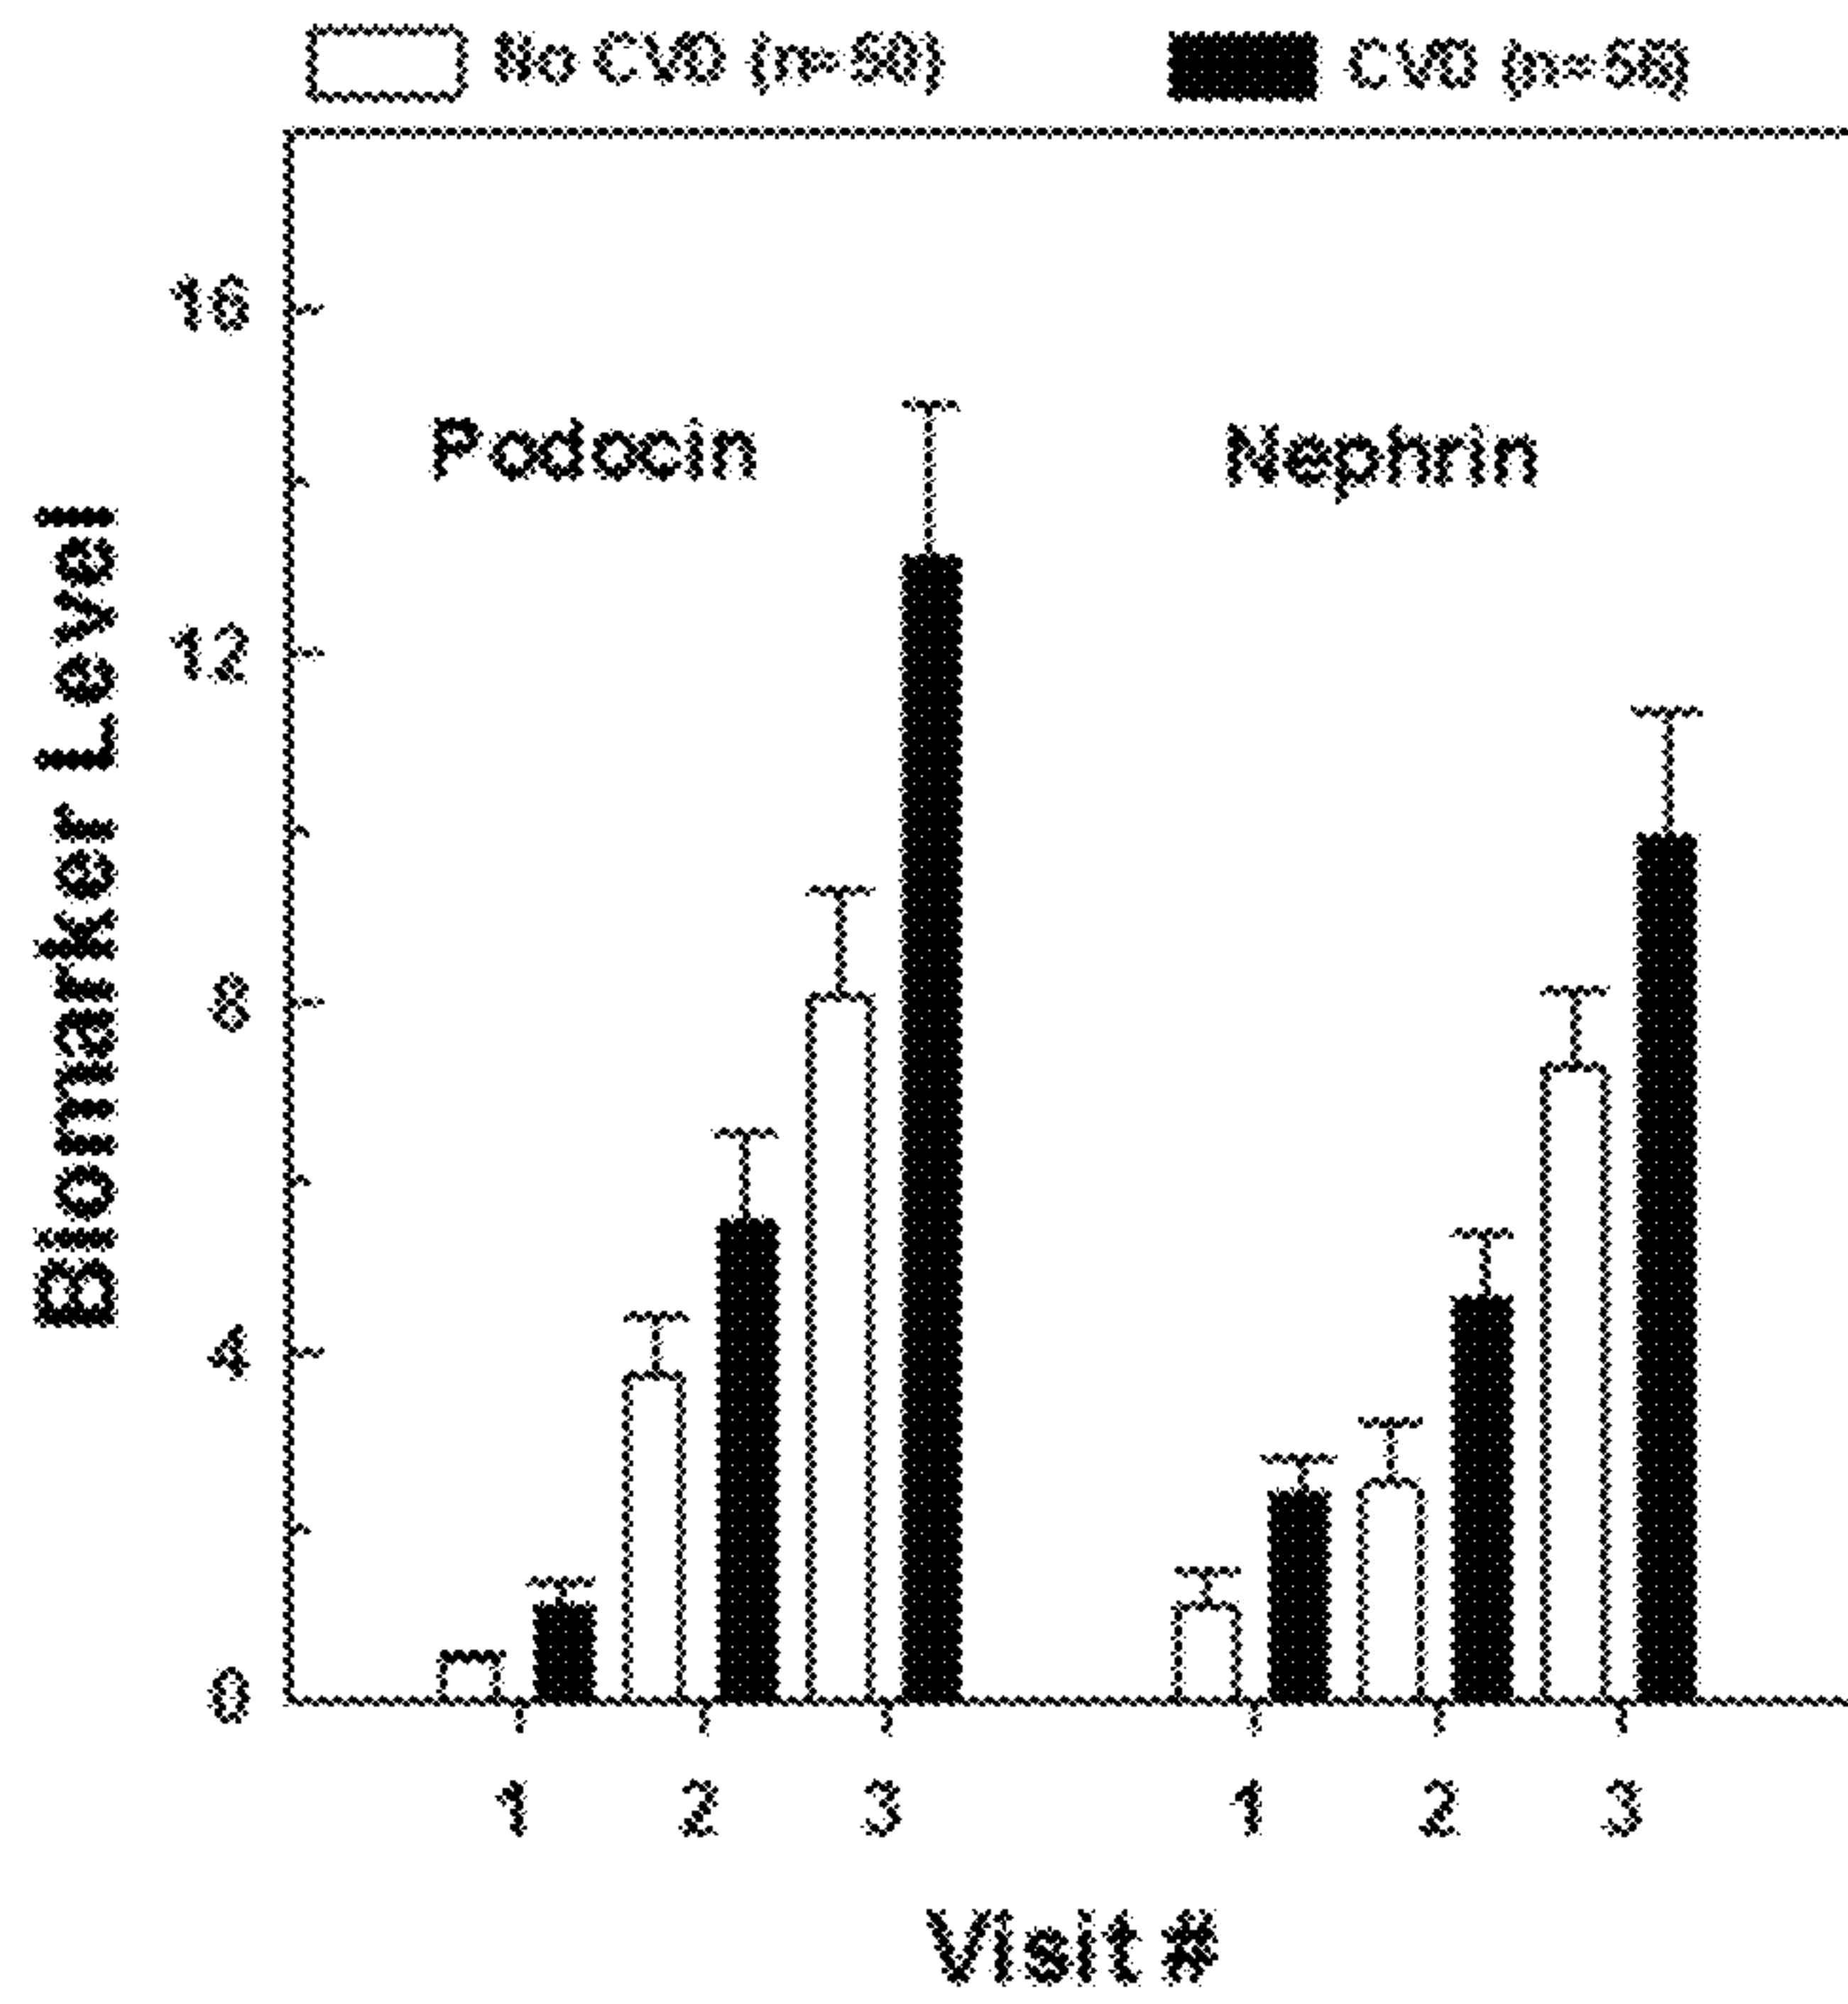 No CVD (n=50) CVD
16
Podocin Nephrin
12
8
4
0
1 2 3 1 2 3
Visit #
Biomarker Level